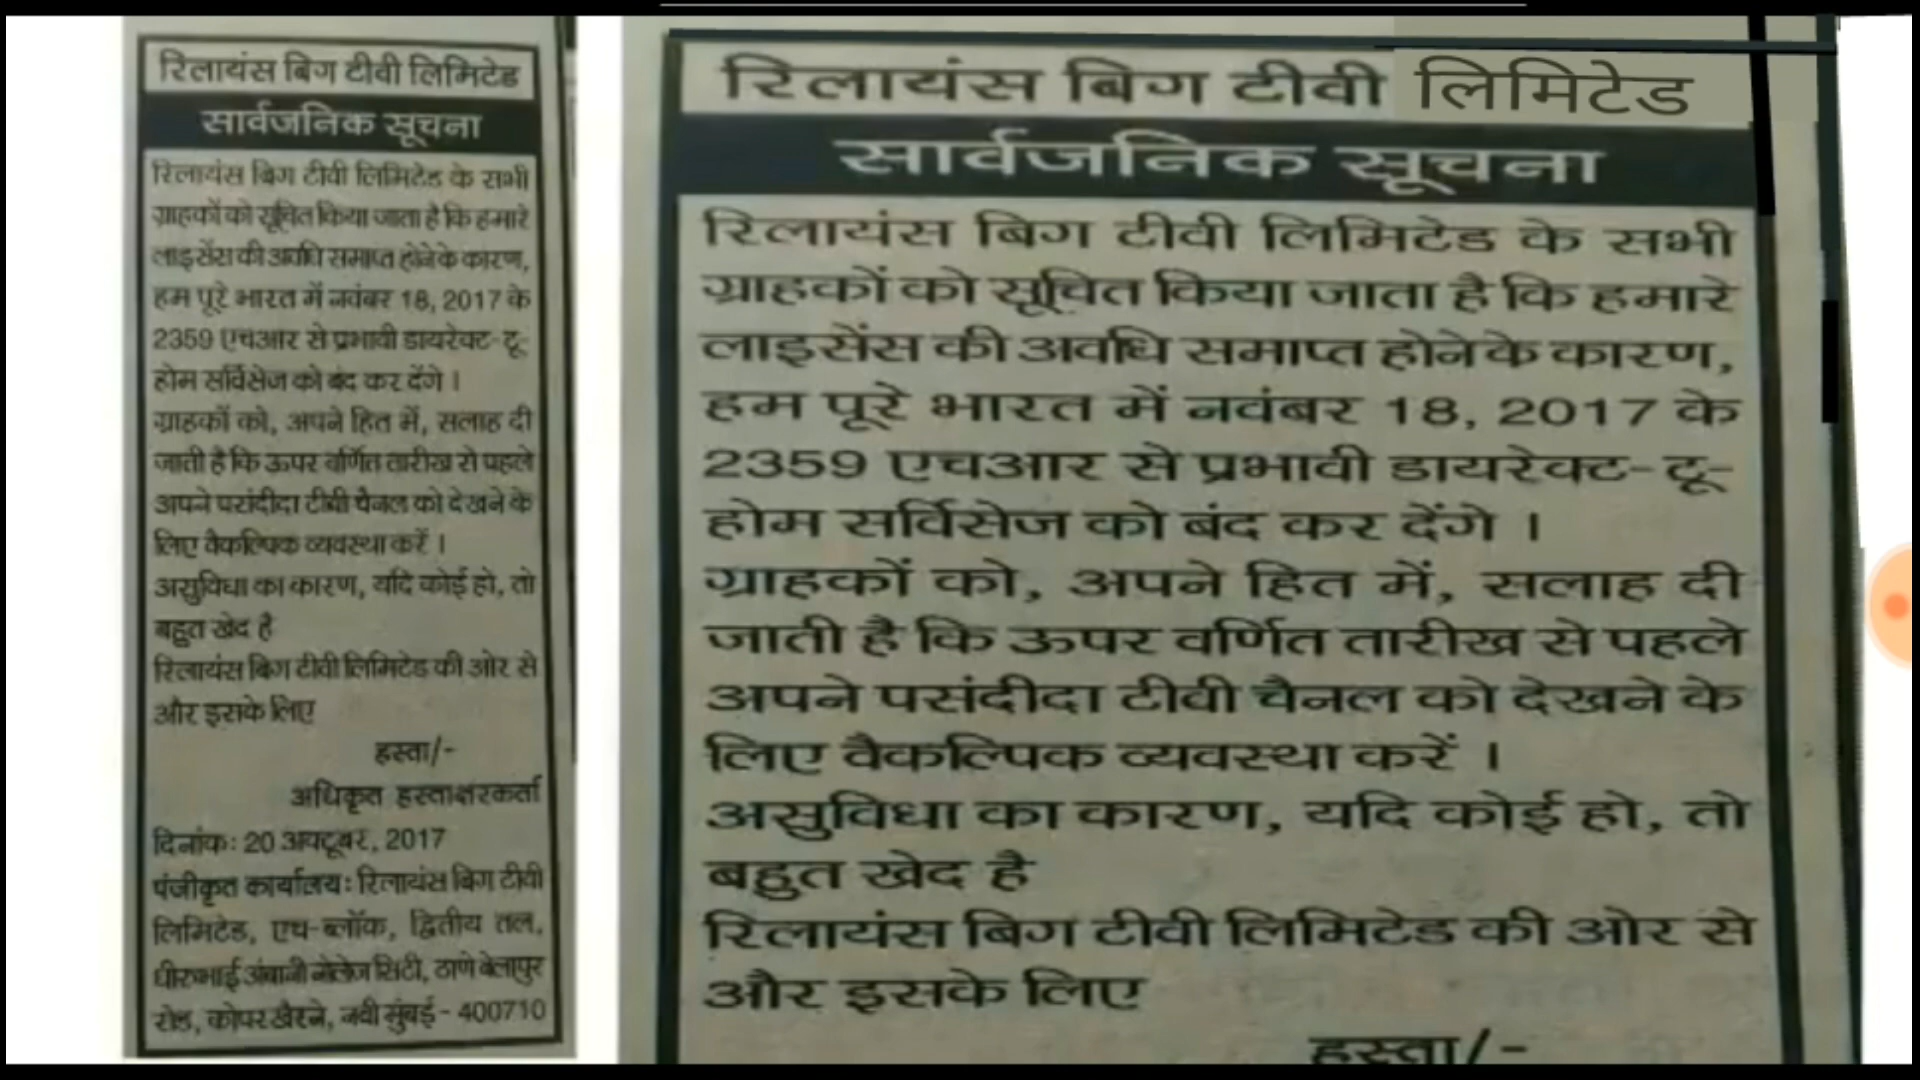 रिलायंस बिग टीवी लिमिटेड
सार्वजनिक सूचना
रिलायंस बिग टीवी लिमिटेड के सभी
ग्राहकों को सूचित किया जाता है कि हमारे
लाइसेंस की अवधि समाप्त होने के कारण,
हम पूरे भारत में नवंबर 18, 2017 के
2359 एचआर से प्रभावी डायरेक्ट-टू-
होम सर्विसेज को बंद कर देंगे ।
ग्राहकों को, अपने हित में, सलाह दी
जाती है कि ऊपर वर्णित तारीख से पहले
अपने पसंदीदा टीवी चैनल को देखने के
लिए वैकल्पिक व्यवस्था करें ।
असुविधा का कारण, यदि कोई हो, तो
बहुत खेद है
रिलायंस बिग टीवी लिमिटेड की ओर से
और इसके लिए
हस्ता/-
अधिकृत हस्ताक्षरकर्ता
दिनांक: 20 अक्टूबर, 2017
पंजीकृत कार्यालय: रिलायंस बिग टीवी
लिमिटेड, एच-ब्लॉक, द्वितीय तल,
धीरुभाई अंबानी नोलेज सिटी, ठाणे बेलापुर
रोड, कोपर खैरने, नवी मुंबई - 400710
रिलायंस बिग टीवी लिमिटेड
सार्वजनिक सूचना
रिलायंस बिग टीवी लिमिटेड के सभी
ग्राहकों को सूचित किया जाता है कि हमारे
लाइसेंस की अवधि समाप्त होने के कारण,
हम पूरे भारत में नवंबर 18, 2017 के
2359 एचआर से प्रभावी डायरेक्ट-टू-
होम सर्विसेज को बंद कर देंगे ।
ग्राहकों को, अपने हित में, सलाह दी
जाती है कि ऊपर वर्णित तारीख से पहले
अपने पसंदीदा टीवी चैनल को देखने के
लिए वैकल्पिक व्यवस्था करें ।
असुविधा का कारण, यदि कोई हो, तो
बहुत खेद है
रिलायंस बिग टीवी लिमिटेड की ओर से
और इसके लिए
हस्ता/-